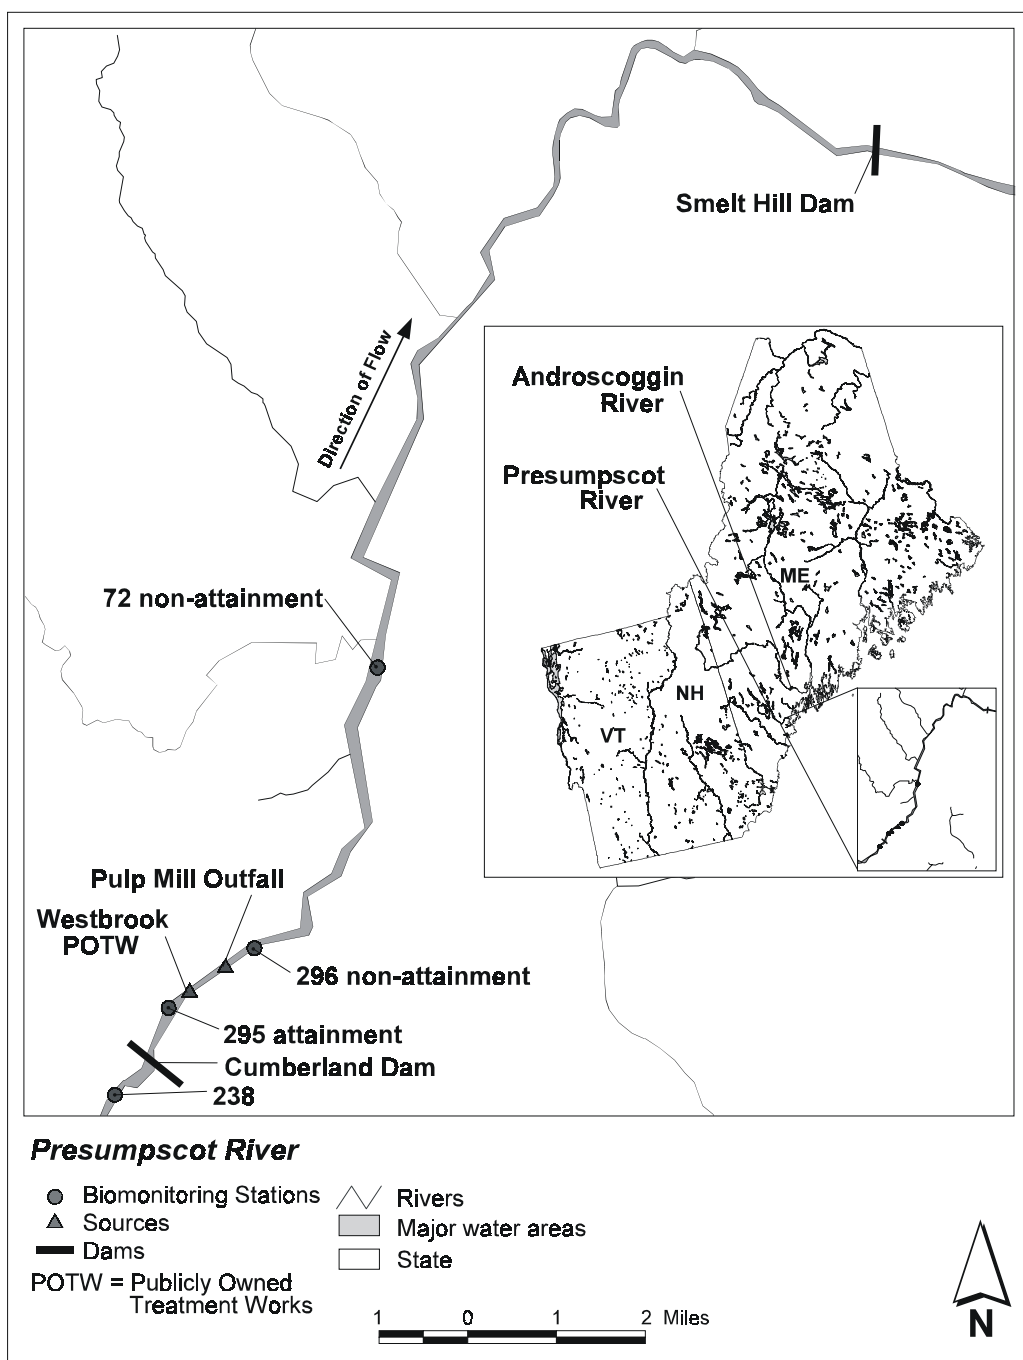 Smelt Hill Dam
Direction of Flow
Androscoggin
River
Presumpscot
River
ME
NH
VT
72 non-attainment
Pulp Mill Outfall
Westbrook
POTW
296 non-attainment
295 attainment
Cumberland Dam
238
Presumpscot River
Biomonitoring Stations
Sources
Dams
POTW = Publicly Owned
Treatment Works
Rivers
Major water areas
State
1 0 1 2 Miles
N